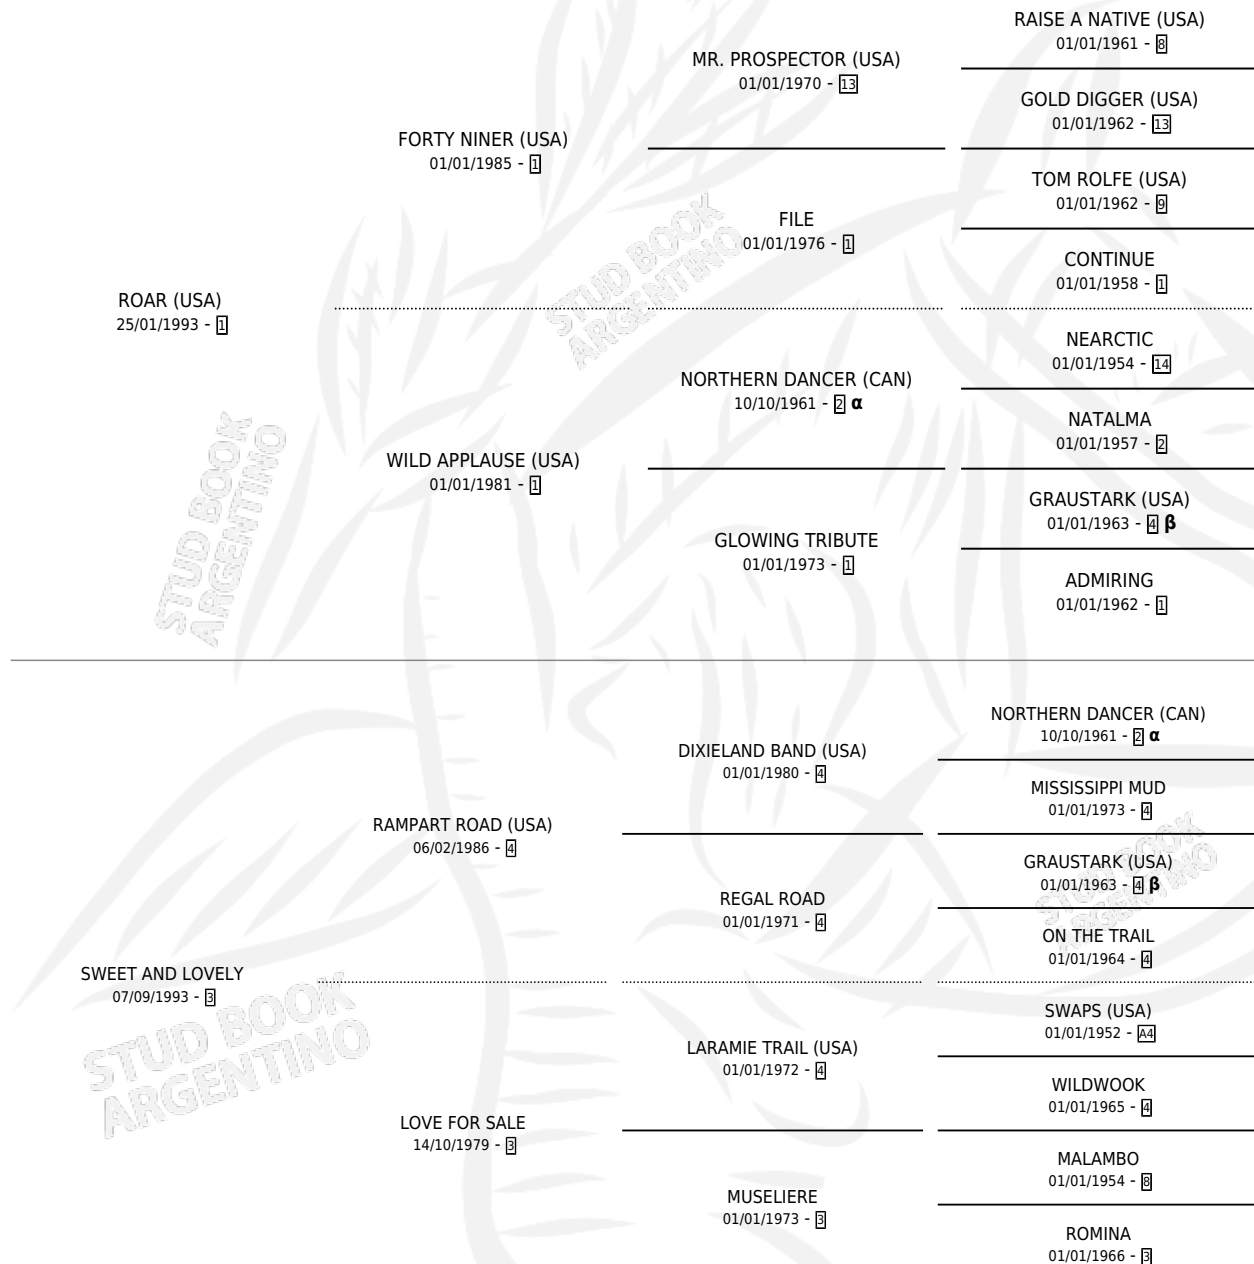 RAISE A NATIVE (USA)
01/01/1961 - 8
MR. PROSPECTOR (USA)
01/01/1970 - 13
GOLD DIGGER (USA)
01/01/1962 - 13
FORTY NINER (USA)
01/01/1985 - 1
TOM ROLFE (USA)
01/01/1962 - 9
FILE
01/01/1976 - 1
CONTINUE
01/01/1958 - 1
ROAR (USA)
25/01/1993 - 1
NEARCTIC
01/01/1954 - 14
NORTHERN DANCER (CAN)
10/10/1961 - 2 α
NATALMA
01/01/1957 - 2
WILD APPLAUSE (USA)
01/01/1981 - 1
GRAUSTARK (USA)
01/01/1963 - 4 β
GLOWING TRIBUTE
01/01/1973 - 1
ADMIRING
01/01/1962 - 1
NORTHERN DANCER (CAN)
10/10/1961 - 2 α
DIXIELAND BAND (USA)
01/01/1980 - 4
MISSISSIPPI MUD
01/01/1973 - 4
RAMPART ROAD (USA)
06/02/1986 - 4
GRAUSTARK (USA)
01/01/1963 - 4 β
REGAL ROAD
01/01/1971 - 4
ON THE TRAIL
01/01/1964 - 4
SWEET AND LOVELY
07/09/1993 - 3
SWAPS (USA)
01/01/1952 - A4
LARAMIE TRAIL (USA)
01/01/1972 - 4
WILDWOOK
01/01/1965 - 4
LOVE FOR SALE
14/10/1979 - 3
MALAMBO
01/01/1954 - 8
MUSELIERE
01/01/1973 - 3
ROMINA
01/01/1966 - 3
STUD BOOK
ARGENTINO
STUD BOOK
ARGENTINO
STUD BOOK
ARGENTINO
STUD BOOK
ARGENTINO